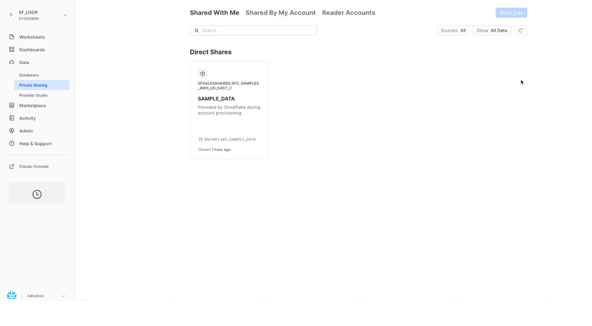 SF_USER
SYSADMIN
Worksheets
Dashboards
Data
Databases
Private Sharing
Provider Studio
Marketplace
Activity
Admin
Help & Support
Classic Console
Shared With Me
Shared By My Account
Reader Accounts
Share Data
Search
Sources: All
Show: All Data
Direct Shares
SFSALESSHARED.SFC_SAMPLES
_AWS_US_EAST_2
SAMPLE_DATA
Provided by Snowflake during
account provisioning
SNOWFLAKE_SAMPLE_DATA
Shared 1 hour ago